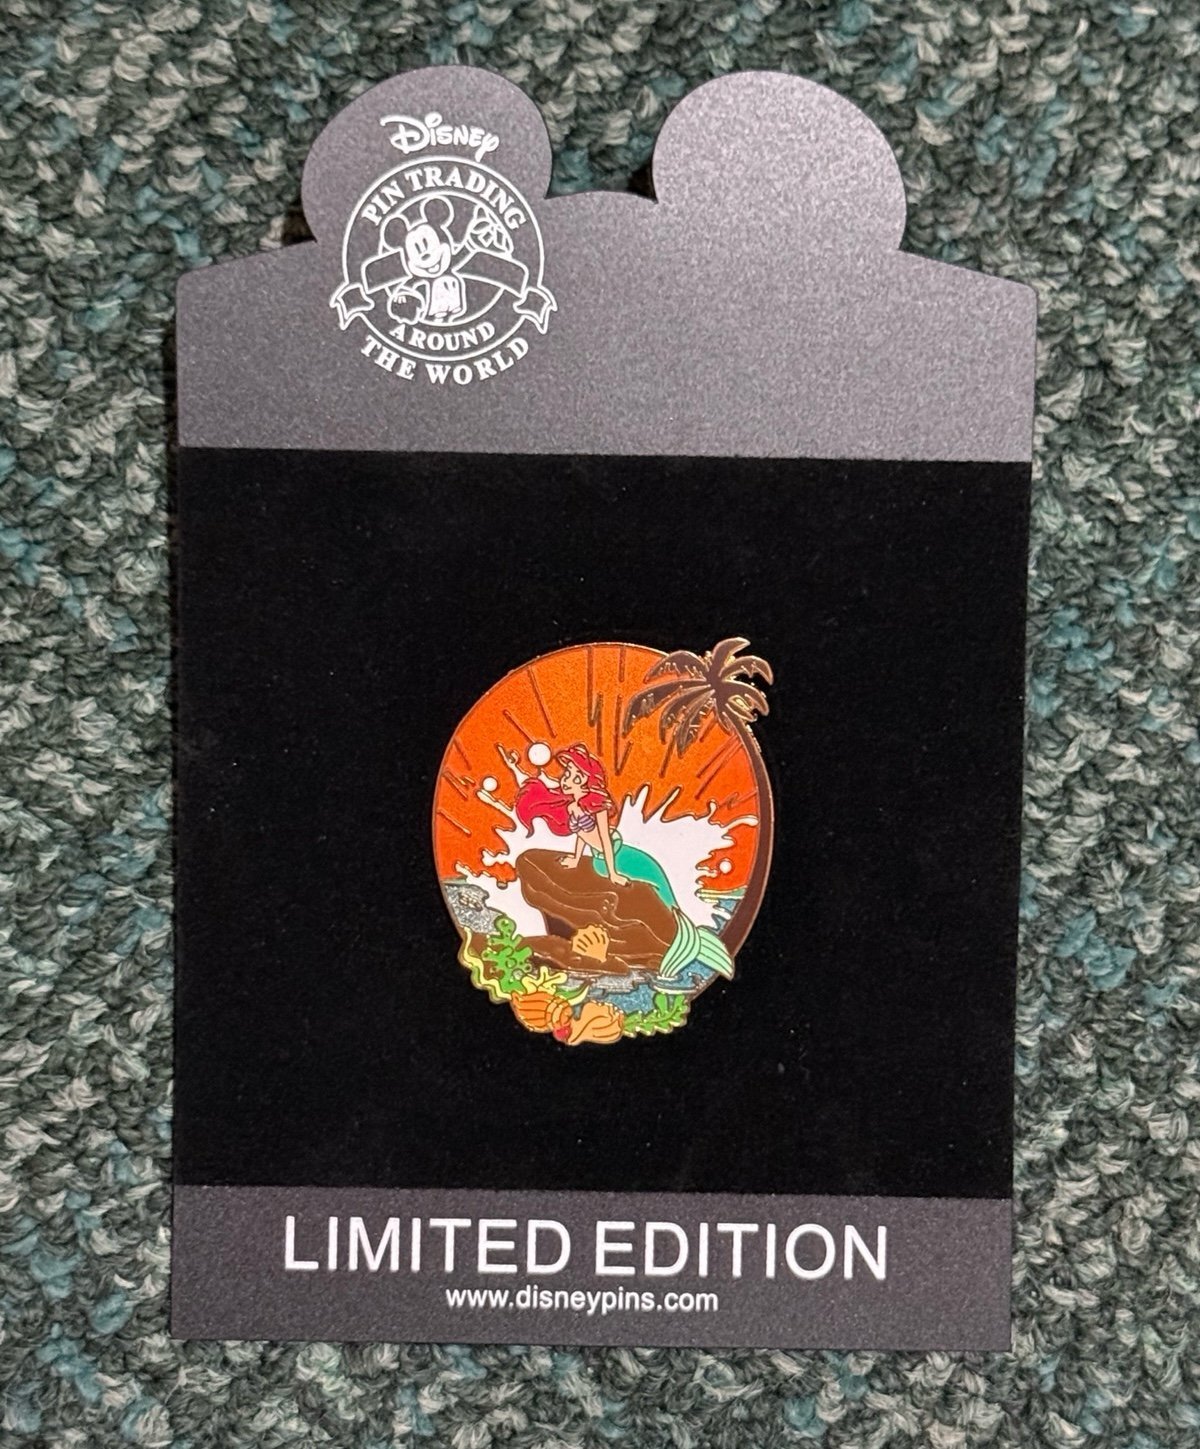 Disney
PIN TRADING
AROUND
THE WORLD
LIMITED EDITION
www.disneypins.com